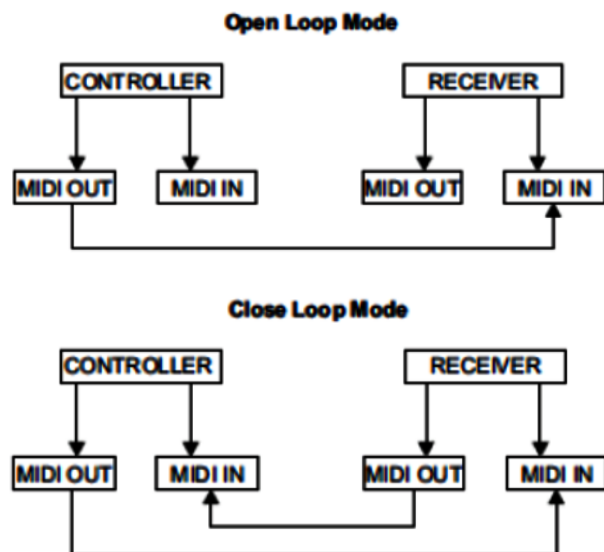 Open Loop Mode
CONTROLLER RECEIVER
MIDI OUT MIDI IN MIDI OUT MIDI IN
Close Loop Mode
CONTROLLER RECEIVER
MIDI OUT MIDI IN MIDI OUT MIDI IN